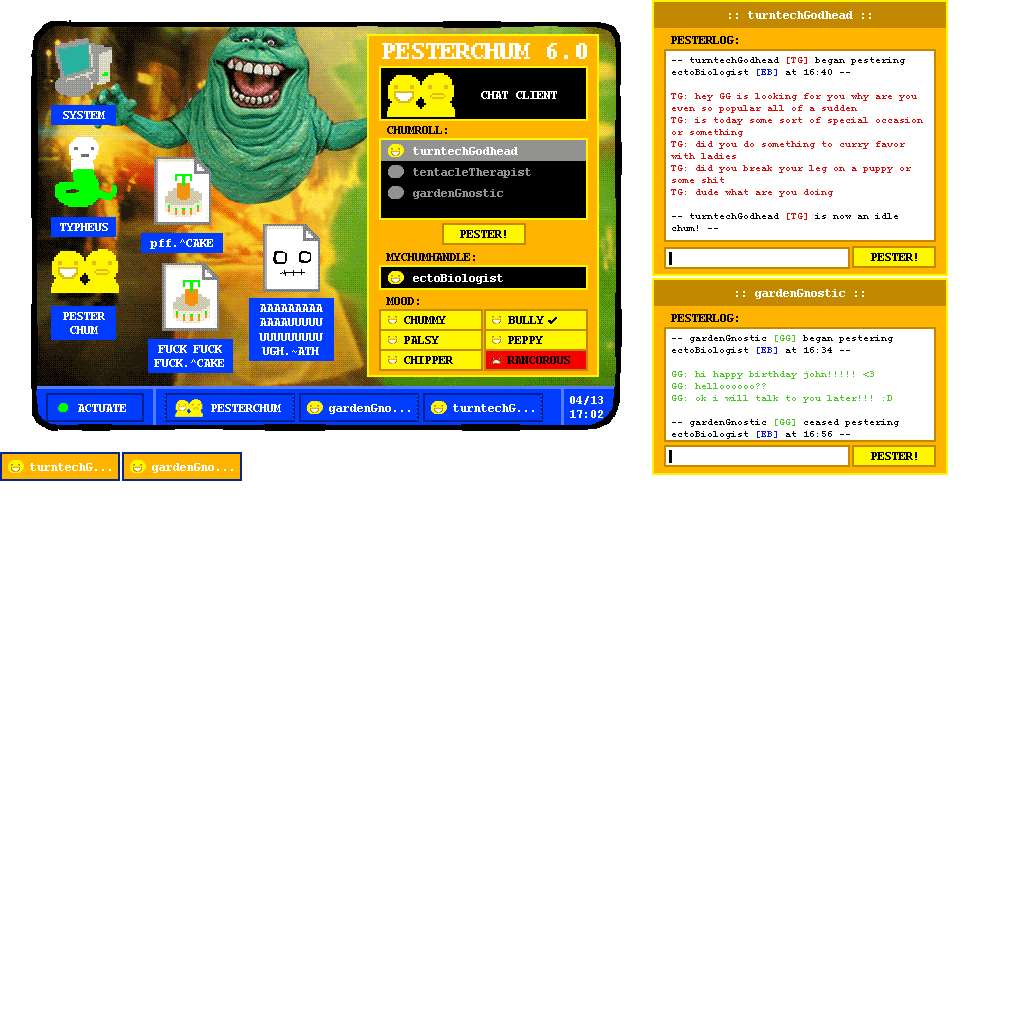 SYSTEM
TYPHEUS
PESTER
CHUM
pff.^CAKE
FUCK FUCK
FUCK.^CAKE
AAAAAAAAA
AAAAUUUUU
UUUUUUUUU
UGH.~ATH
PESTERCHUM 6.0
CHAT CLIENT
CHUMROLL:
turntechGodhead
tentacleTherapist
gardenGnostic
PESTER!
MYCHUMHANDLE:
ectoBiologist
MOOD:
CHUMMY
BULLY ✓
PALSY
PEPPY
CHIPPER
RANCOROUS
ACTUATE
PESTERCHUM
gardenGno...
turntechG...
04/13
17:02
turntechG...
gardenGno...
:: turntechGodhead ::
PESTERLOG:
-- turntechGodhead [TG] began pestering
ectoBiologist [EB] at 16:40 --
TG: hey GG is looking for you why are you
even so popular all of a sudden
TG: is today some sort of special occasion
or something
TG: did you do something to curry favor
with ladies
TG: did you break your leg on a puppy or
some shit
TG: dude what are you doing
-- turntechGodhead [TG] is now an idle
chum! --
PESTER!
:: gardenGnostic ::
PESTERLOG:
-- gardenGnostic [GG] began pestering
ectoBiologist [EB] at 16:34 --
GG: hi happy birthday john!!!!! <3
GG: helloooooo??
GG: ok i will talk to you later!!! :D
-- gardenGnostic [GG] ceased pestering
ectoBiologist [EB] at 16:56 --
PESTER!